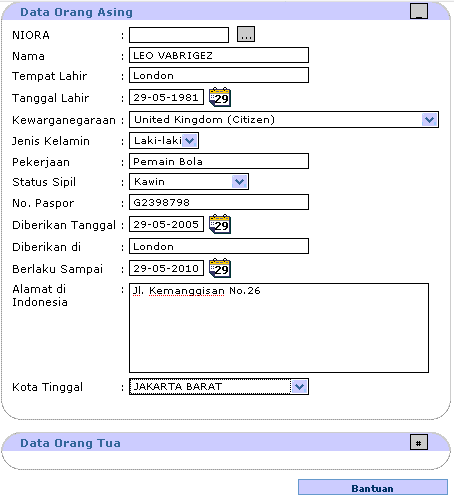 Data Orang Asing _
NIORA : ...
Nama : LEO VABRIGEZ
Tempat Lahir : London
Tanggal Lahir : 29-05-1981 29
Kewarganegaraan : United Kingdom (Citizen)
Jenis Kelamin : Laki-laki
Pekerjaan : Pemain Bola
Status Sipil : Kawin
No. Paspor : G2398798
Diberikan Tanggal : 29-05-2005 29
Diberikan di : London
Berlaku Sampai : 29-05-2010 29
Alamat di Indonesia : Jl. Kemanggisan No.26
Kota Tinggal : JAKARTA BARAT
Data Orang Tua #
Bantuan